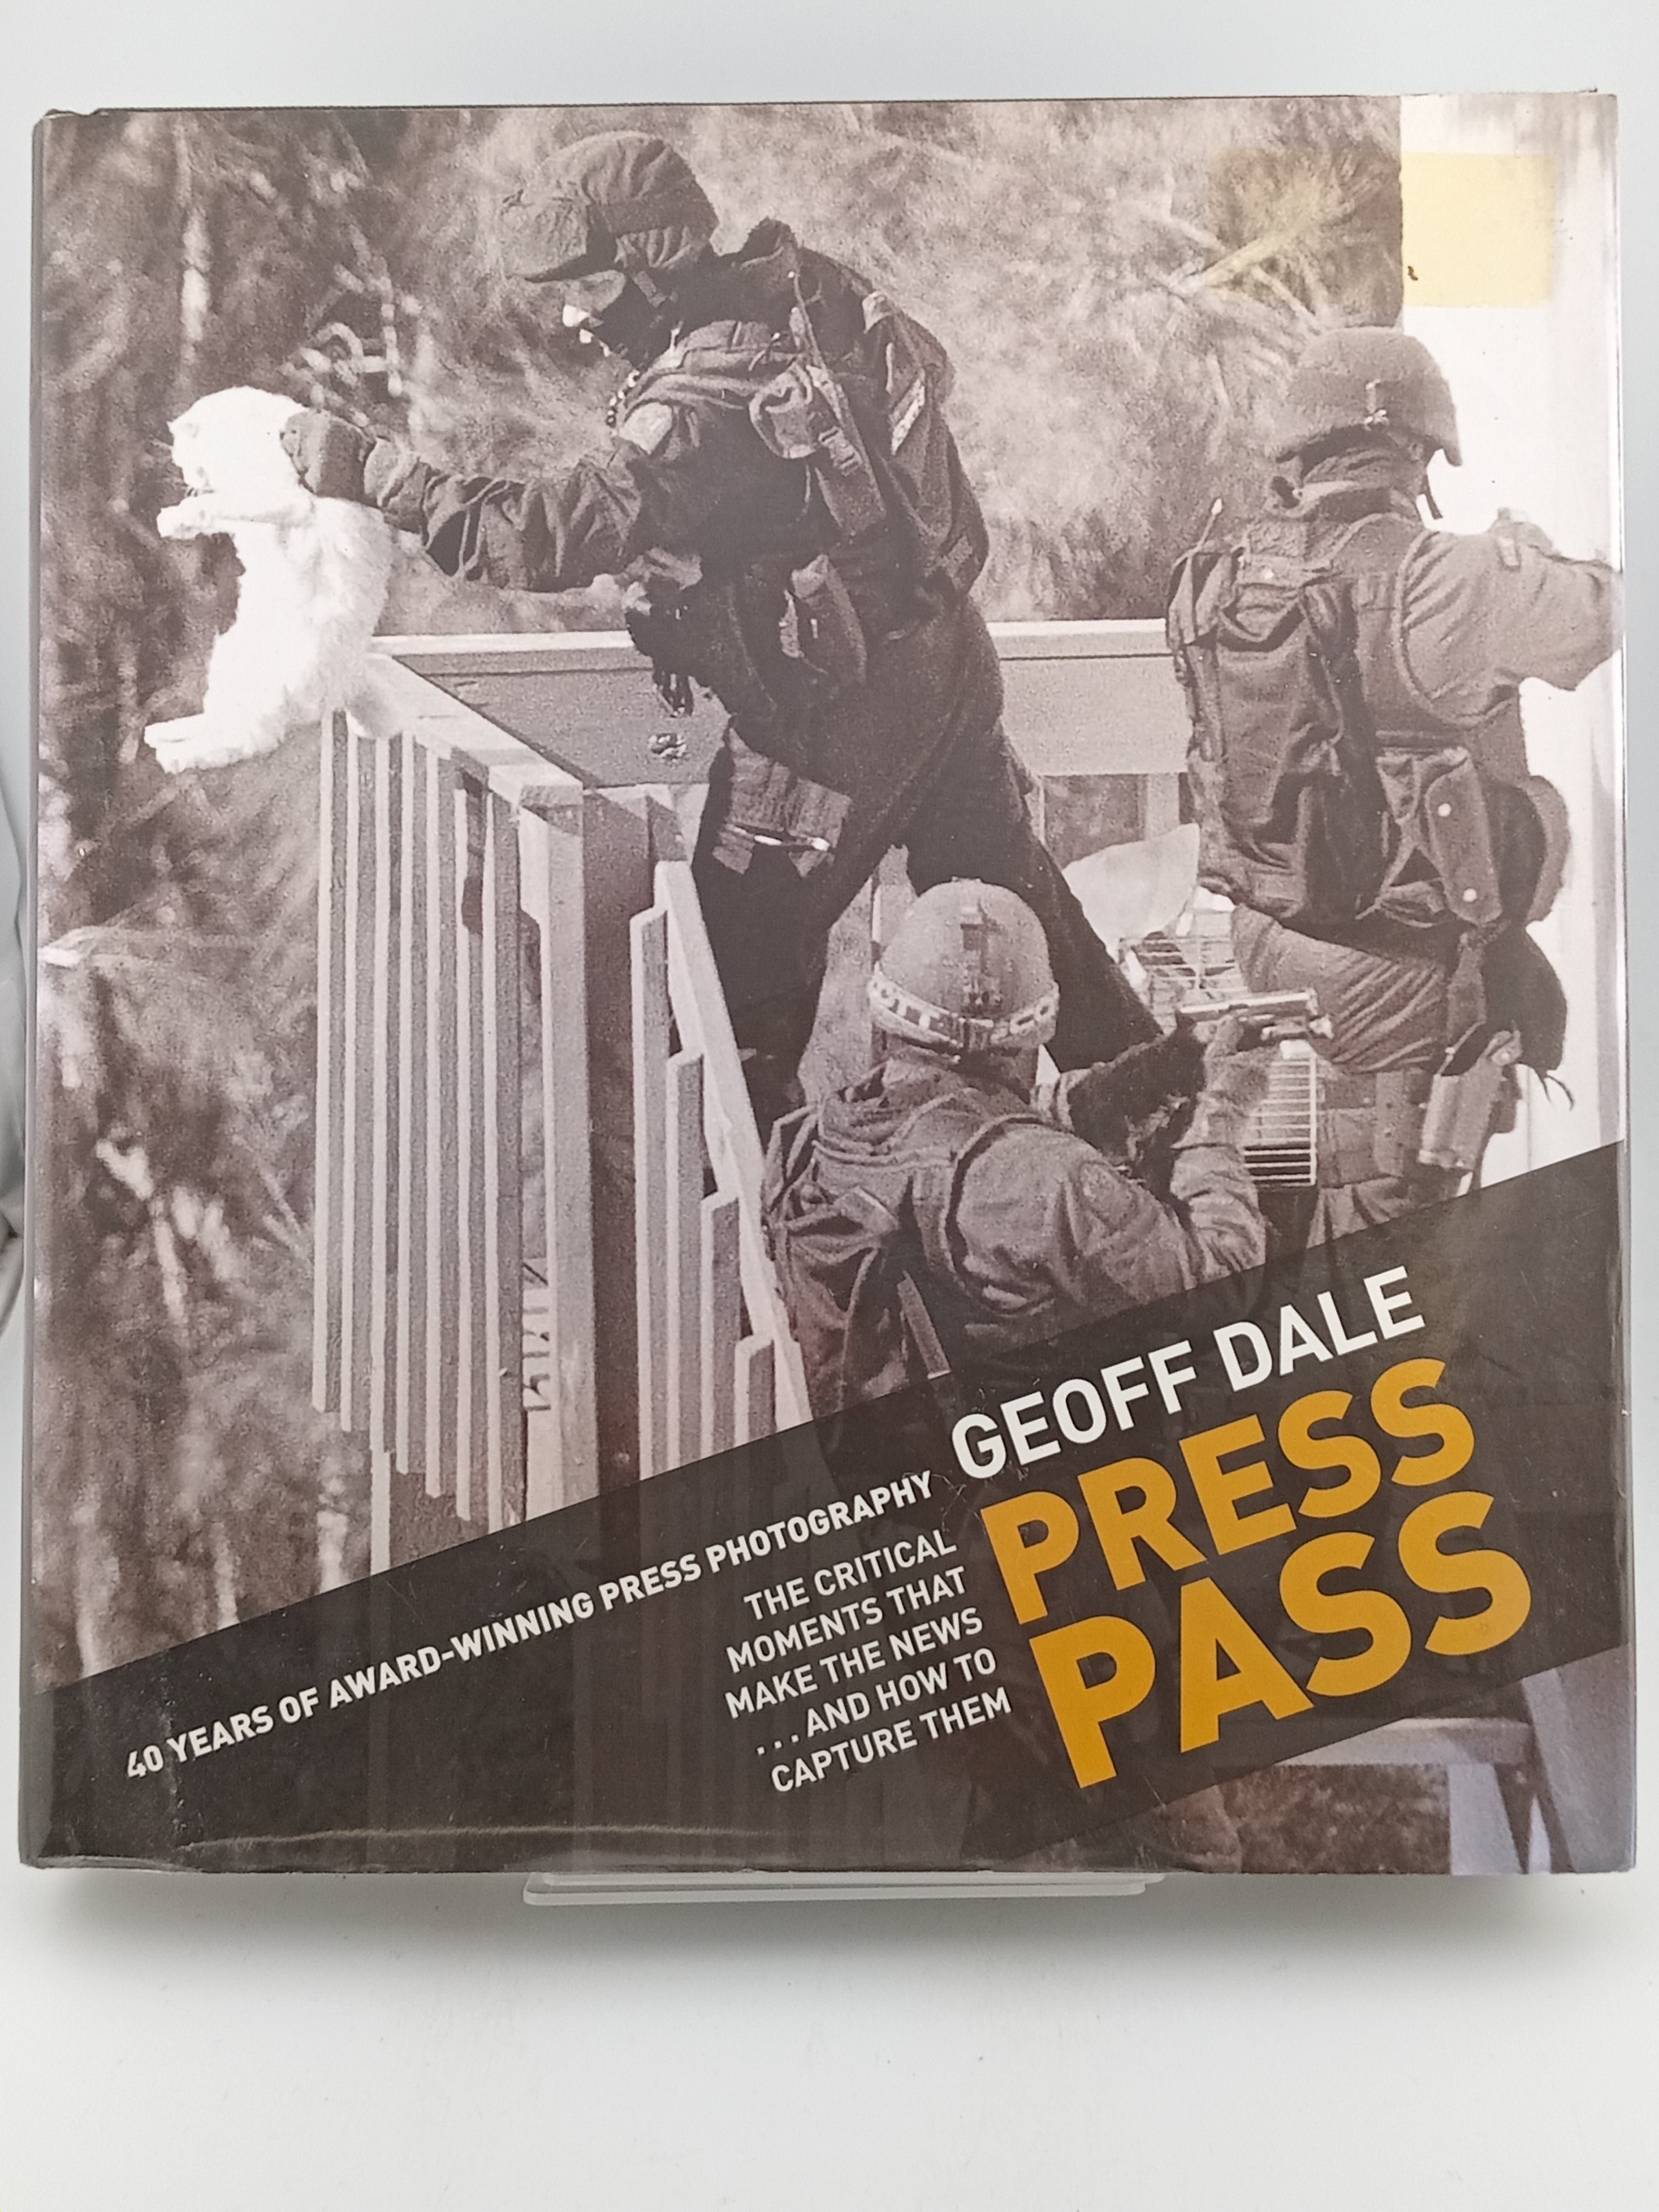 GEOFF DALE
PRESS
PASS
40 YEARS OF AWARD-WINNING PRESS PHOTOGRAPHY
THE CRITICAL
MOMENTS THAT
MAKE THE NEWS
...AND HOW TO
CAPTURE THEM